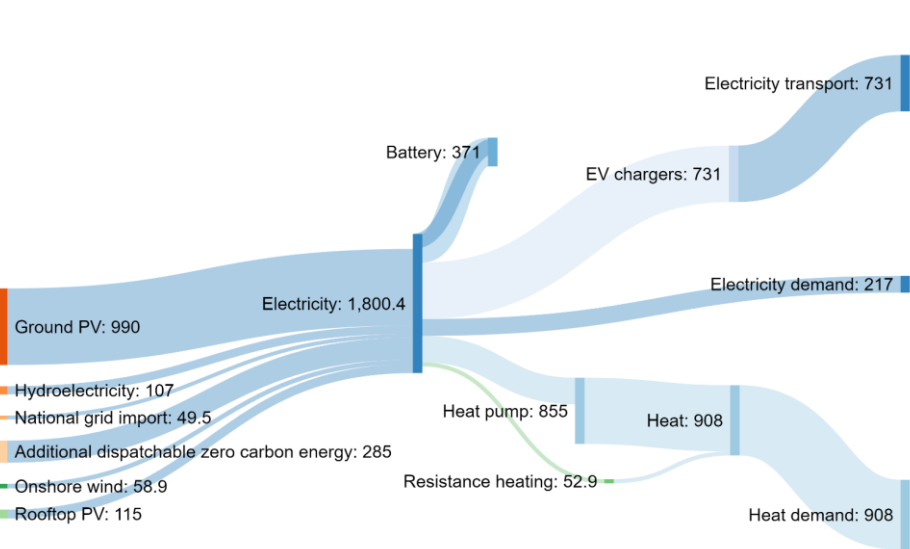 Electricity transport: 731
Battery: 371
EV chargers: 731
Electricity demand: 217
Electricity: 1,800.4
Ground PV: 990
Hydroelectricity: 107
National grid import: 49.5
Heat pump: 855
Heat: 908
Additional dispatchable zero carbon energy: 285
Resistance heating: 52.9
Onshore wind: 58.9
Rooftop PV: 115
Heat demand: 908